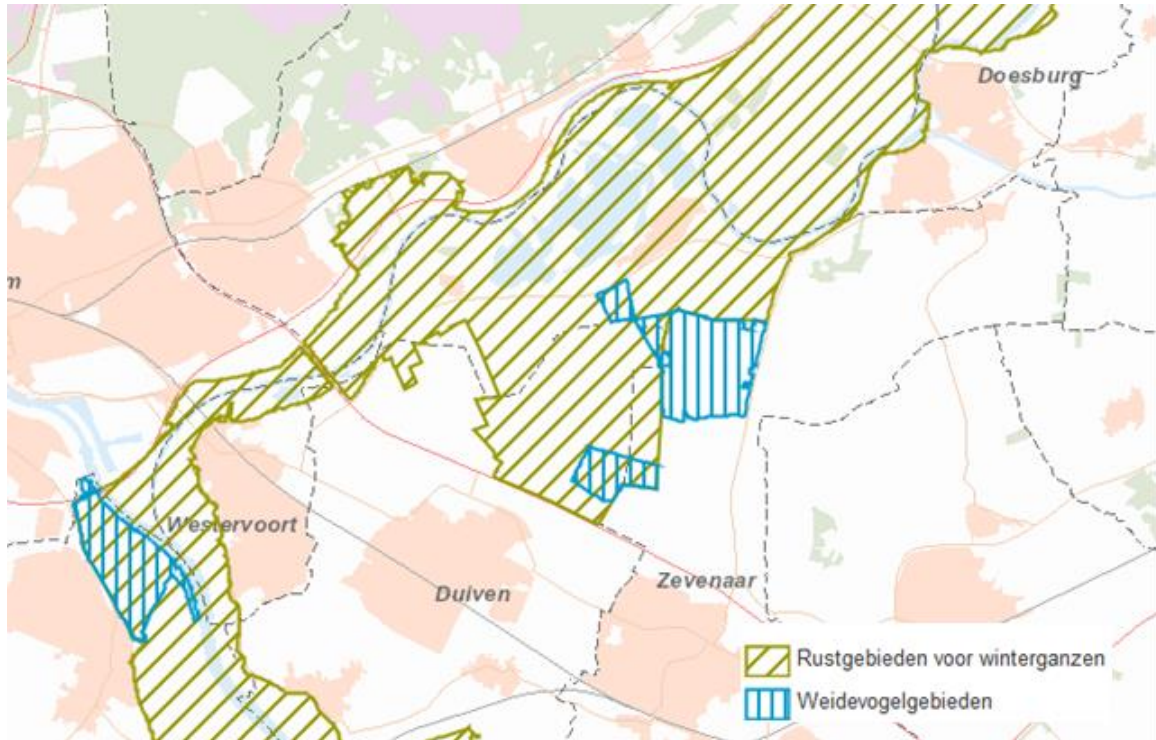 Doesburg
m
Westervoort
Duiven
Zevenaar
Rustgebieden voor winterganzen
Weidevogelgebieden